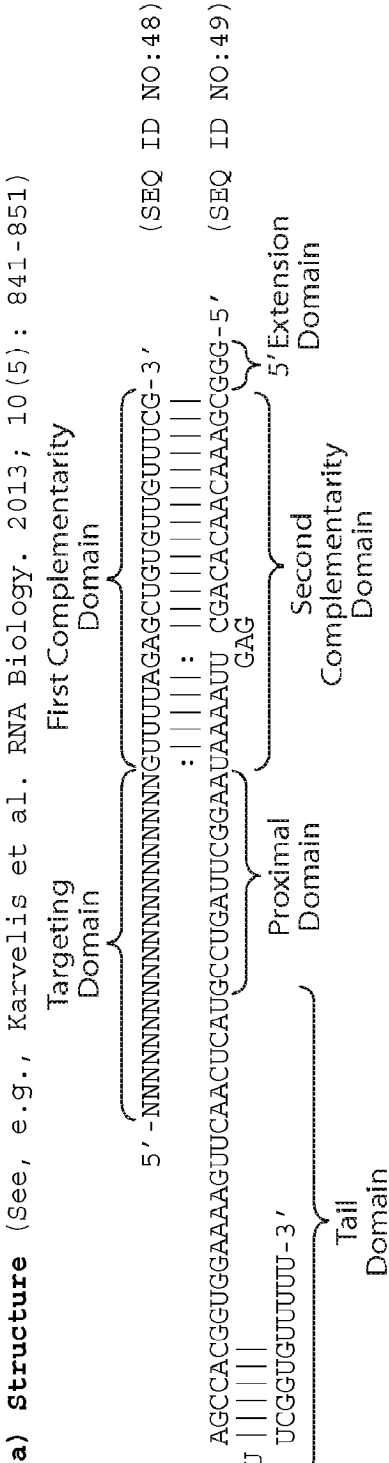 a) Structure (See, e.g., Karvelis et al. RNA Biology. 2013; 10(5): 841-851)
Targeting Domain
First Complementarity Domain
5'-NNNNNNNNNNNNNNNNNNNNGUUUUAGAGCUGUGUUGUUUCG-3' (SEQ ID NO:48)
:|||||: |||||||||||||
AGCCACGGUGGAAAAGUUCAACUCAUGCCUGAUUCGGAAUAAAAUU CGACACAACAAAGCGGG-5' (SEQ ID NO:49)
GAG
U ||||||
UCGGUGUUUUU-3'
Tail Domain
Proximal Domain
Second Complementarity Domain
5' Extension Domain